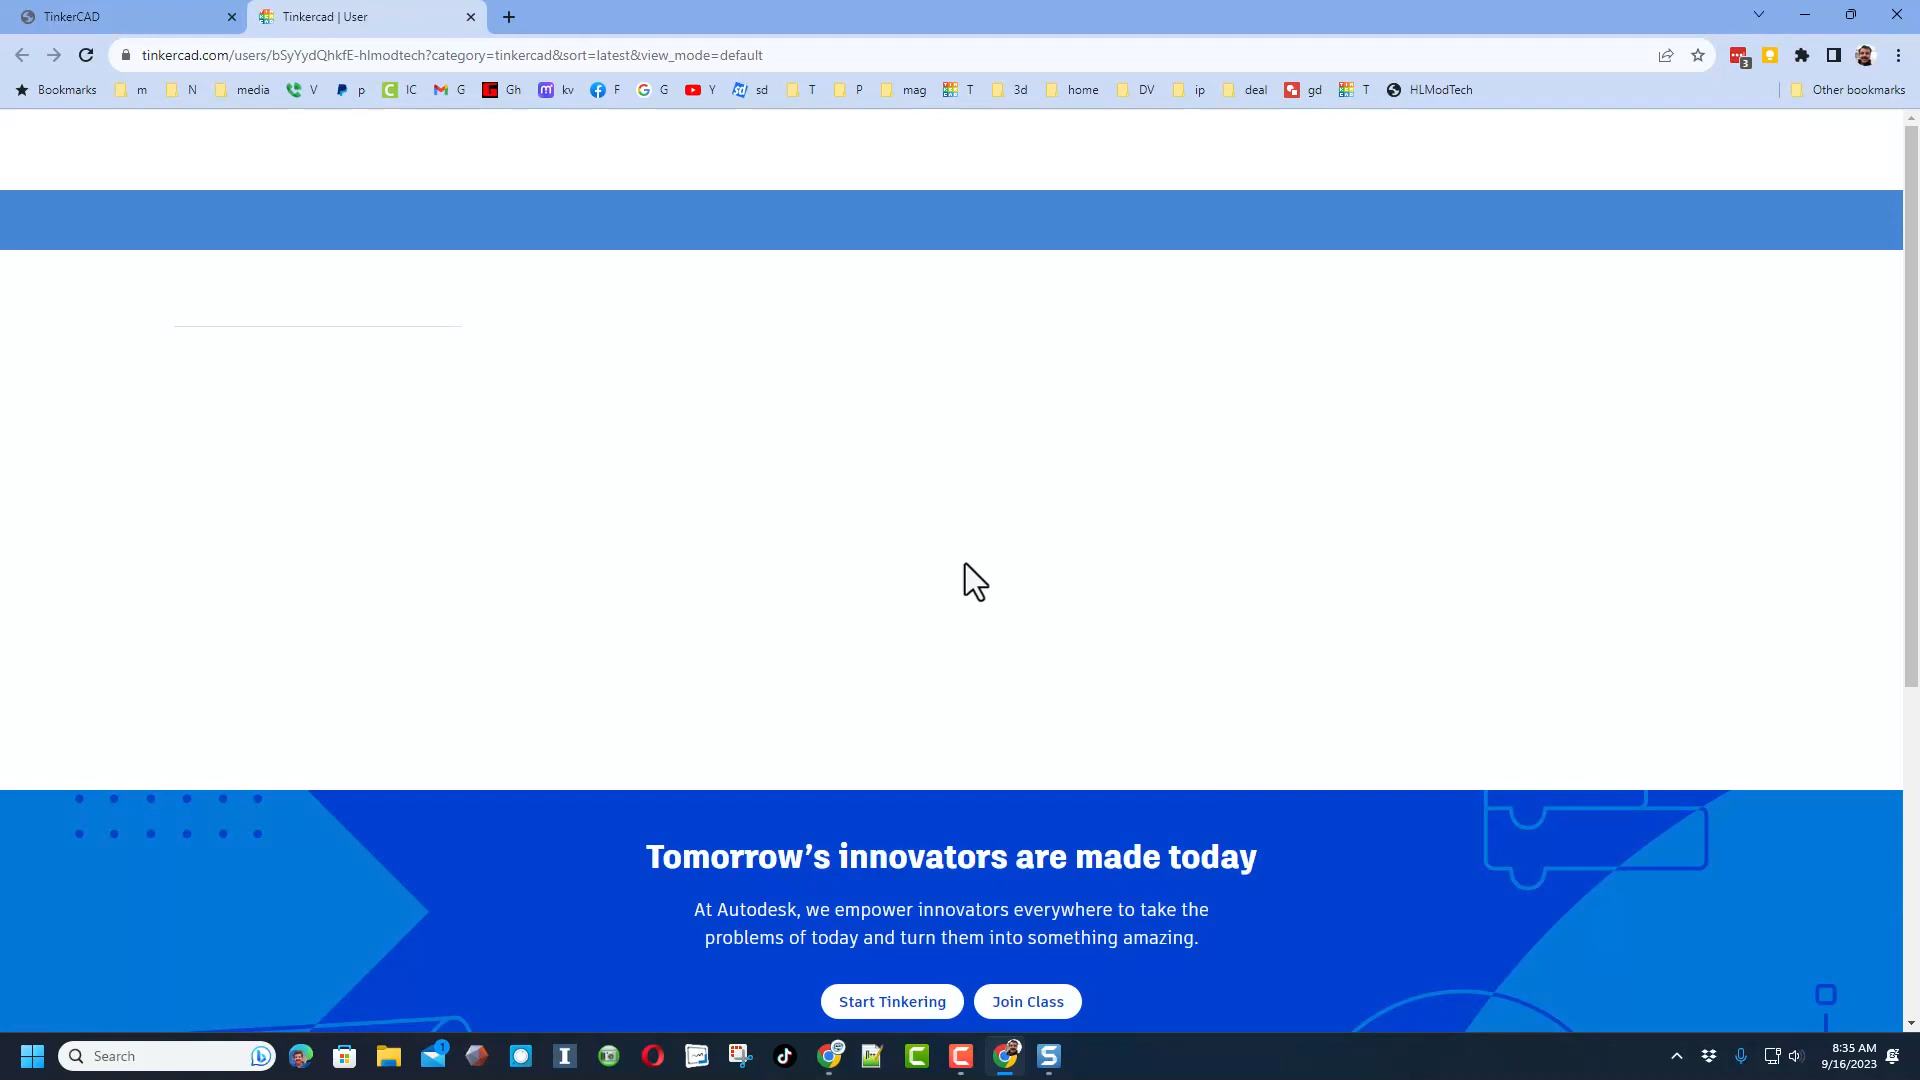 TinkerCAD
Tinkercad | User
tinkercad.com/users/bSyYydQhkfE-hlmodtech?category=tinkercad&sort=latest&view_mode=default
3
Bookmarks m N media V p IC G Gh kv F G Y sd T P mag T 3d home DV ip deal gd T HLModTech Other bookmarks
Tomorrow’s innovators are made today
At Autodesk, we empower innovators everywhere to take the
problems of today and turn them into something amazing.
Start Tinkering Join Class
Search
1
8:35 AM
9/16/2023